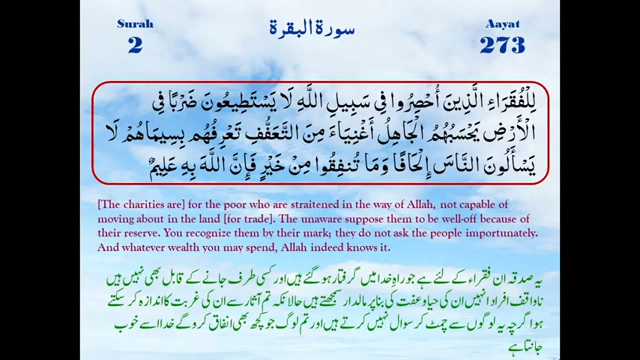 Surah
2
سورة البقرة
Aayat
273
لِلْفُقَرَاءِ الَّذِينَ أُحْصِرُوا فِي سَبِيلِ اللَّهِ لَا يَسْتَطِيعُونَ ضَرْبًا فِي
الْأَرْضِ يَحْسَبُهُمُ الْجَاهِلُ أَغْنِيَاءَ مِنَ التَّعَفُّفِ تَعْرِفُهُم بِسِيمَاهُمْ لَا
يَسْأَلُونَ النَّاسَ إِلْحَافًا وَمَا تُنفِقُوا مِنْ خَيْرٍ فَإِنَّ اللَّهَ بِهِ عَلِيمٌ
[The charities are] for the poor who are straitened in the way of Allah, not capable of
moving about in the land [for trade]. The unaware suppose them to be well-off because of
their reserve. You recognize them by their mark; they do not ask the people importunately.
And whatever wealth you may spend, Allah indeed knows it.
یہ صدقہ ان فقراء کے لئے ہے جو راہ خدا میں گرفتار ہو گئے ہیں اور کسی طرف جانے کے قابل بھی نہیں ہیں
ناواقف افراد انہیں ان کی حیا و عفت کی بنا پر مالدار سمجھتے ہیں حالانکہ تم آثار سے ان کی غربت کا اندازہ کر سکتے
ہو اگرچہ یہ لوگوں سے چمٹ کر سوال نہیں کرتے ہیں اور تم لوگ جو کچھ بھی انفاق کرو گے خدا اسے خوب
جانتا ہے